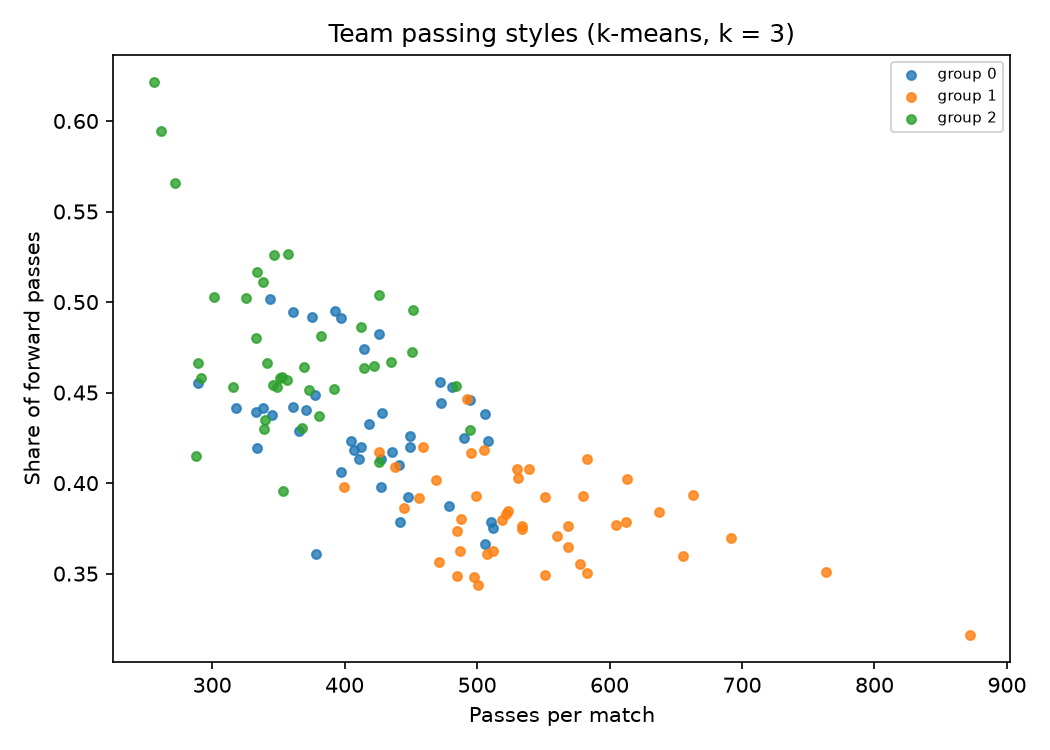 Team passing styles (k-means, k = 3)
group 0
group 1
group 2
Share of forward passes
0.60
0.55
0.50
0.45
0.40
0.35
300 400 500 600 700 800 900
Passes per match